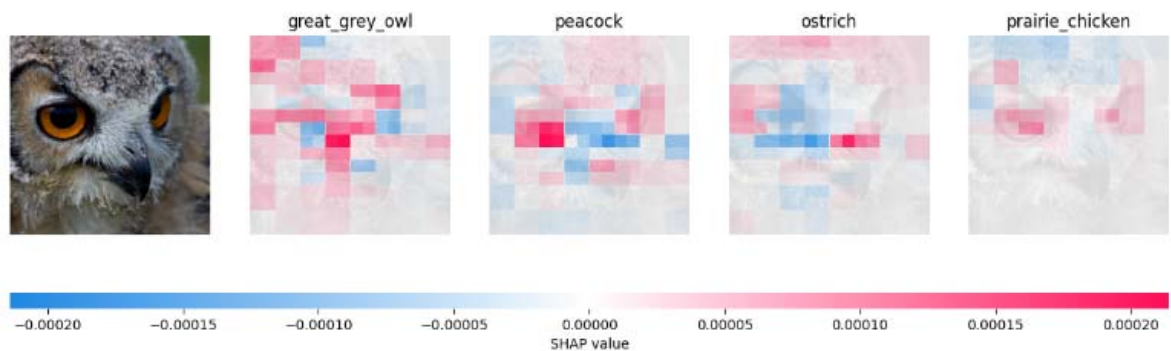 great_grey_owl peacock ostrich prairie_chicken
−0.00020 −0.00015 −0.00010 −0.00005 0.00000 0.00005 0.00010 0.00015 0.00020
SHAP value